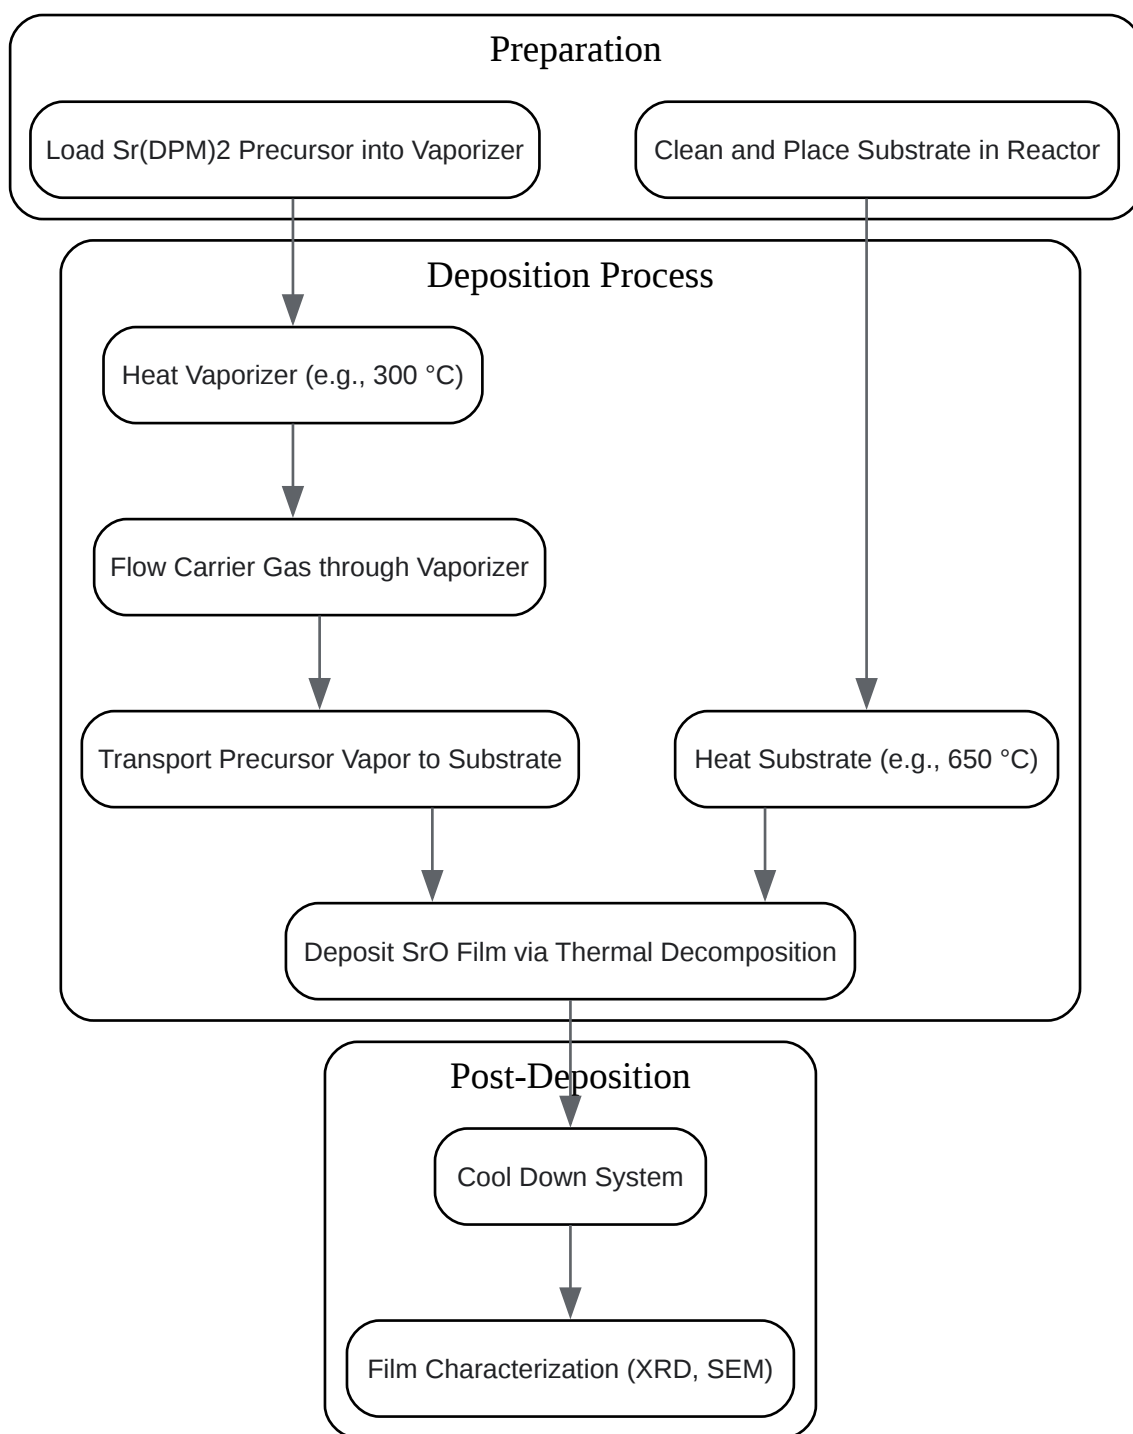 Preparation
Load Sr(DPM)2 Precursor into Vaporizer
Clean and Place Substrate in Reactor
Deposition Process
Heat Vaporizer (e.g., 300 °C)
Flow Carrier Gas through Vaporizer
Transport Precursor Vapor to Substrate
Heat Substrate (e.g., 650 °C)
Deposit SrO Film via Thermal Decomposition
Post-Deposition
Cool Down System
Film Characterization (XRD, SEM)